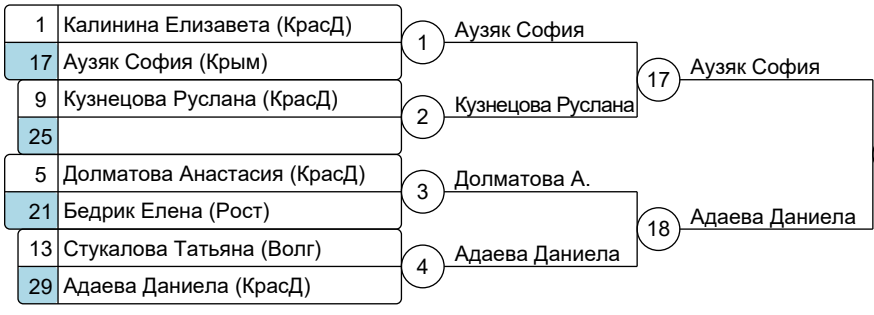 1 Калинина Елизавета (КрасД)
17 Аузяк София (Крым)
1 Аузяк София
9 Кузнецова Руслана (КрасД)
25
2 Кузнецова Руслана
17 Аузяк София
5 Долматова Анастасия (КрасД)
21 Бедрик Елена (Рост)
3 Долматова А.
13 Стукалова Татьяна (Волг)
29 Адаева Даниела (КрасД)
4 Адаева Даниела
18 Адаева Даниела